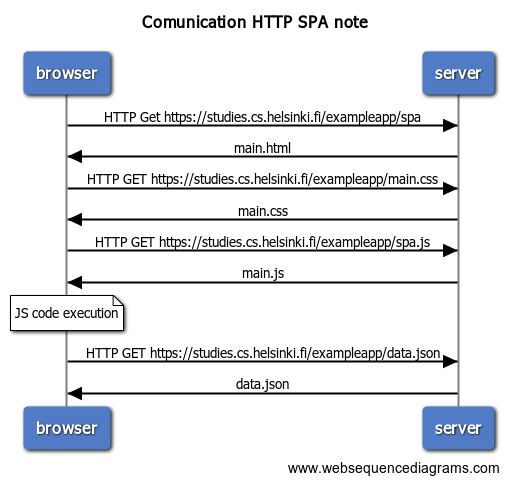 Comunication HTTP SPA note
browser
server
HTTP Get https://studies.cs.helsinki.fi/exampleapp/spa
main.html
HTTP GET https://studies.cs.helsinki.fi/exampleapp/main.css
main.css
HTTP GET https://studies.cs.helsinki.fi/exampleapp/spa.js
main.js
JS code execution
HTTP GET https://studies.cs.helsinki.fi/exampleapp/data.json
data.json
browser
server
www.websequencediagrams.com